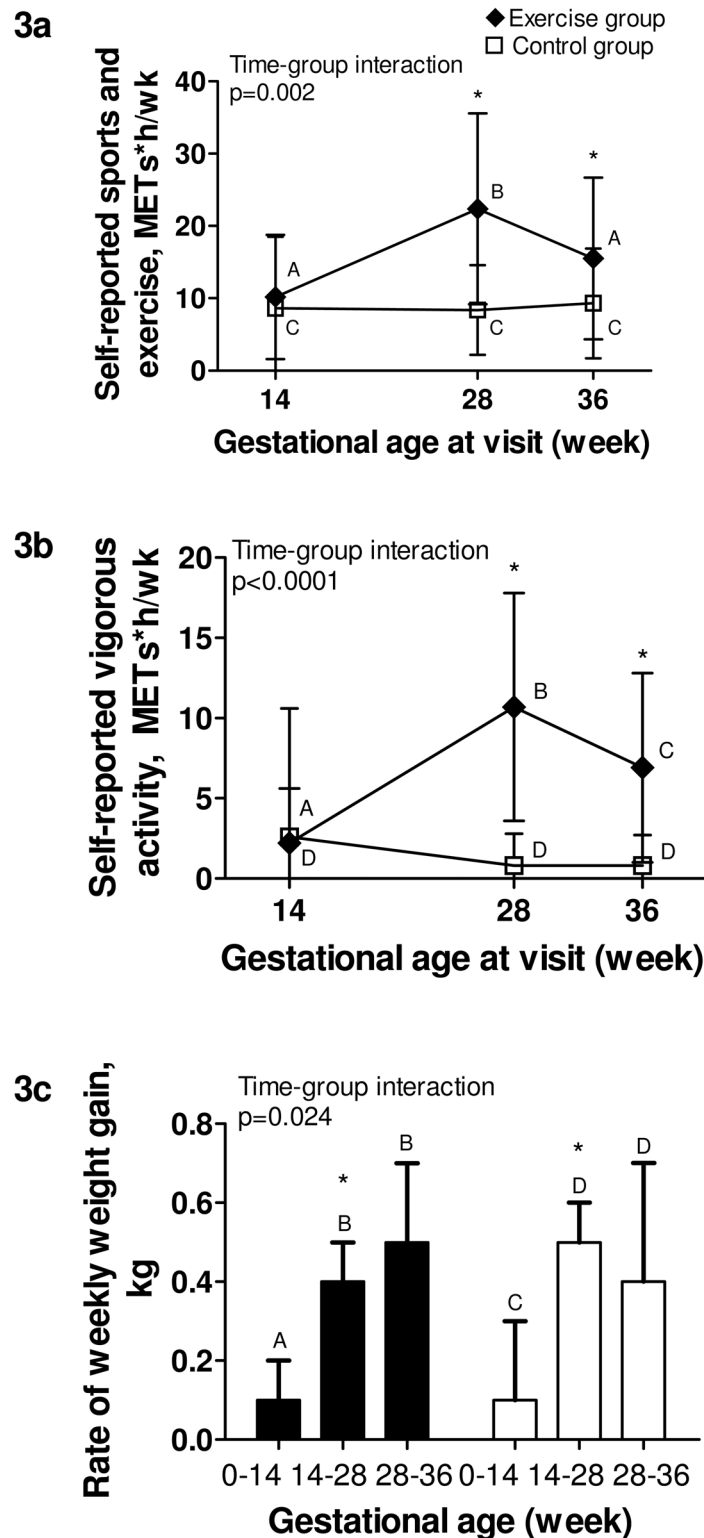 3a
Exercise group
Control group
Time-group interaction
p=0.002
Self-reported sports and
exercise, METs*h/wk
40
30
20
10
0
*
*
A
B
A
C
C
C
14 28 36
Gestational age at visit (week)
3b
Time-group interaction
p<0.0001
Self-reported vigorous
activity, METs*h/wk
20
15
10
5
0
*
*
A
B
C
D
D
D
14 28 36
Gestational age at visit (week)
3c
Time-group interaction
p=0.024
Rate of weekly weight gain,
kg
0.8
0.6
0.4
0.2
0.0
A
*
B
B
C
*
D
D
0-14 14-28 28-36 0-14 14-28 28-36
Gestational age (week)